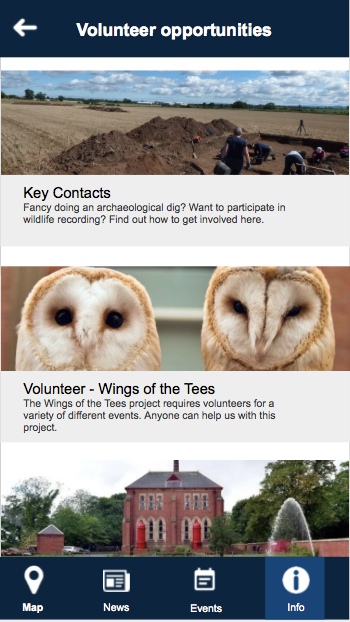 Volunteer opportunities
Key Contacts
Fancy doing an archaeological dig? Want to participate in
wildlife recording? Find out how to get involved here.
Volunteer - Wings of the Tees
The Wings of the Tees project requires volunteers for a
variety of different events. Anyone can help us with this
project.
Map News Events Info